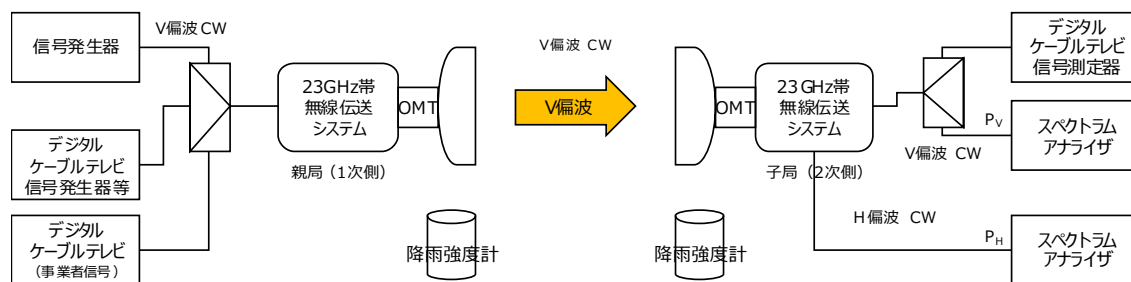 信号発生器
V偏波 CW
デジタル
ケーブルテレビ
信号発生器等
デジタル
ケーブルテレビ
(事業者信号)
23GHz帯
無線伝送
システム
親局 (1次側)
OMT
降雨強度計
V偏波 CW
V偏波
OMT
降雨強度計
23GHz帯
無線伝送
システム
子局 (2次側)
デジタル
ケーブルテレビ
信号測定器
PV
V偏波 CW
スペクトラム
アナライザ
H偏波 CW
PH
スペクトラム
アナライザ